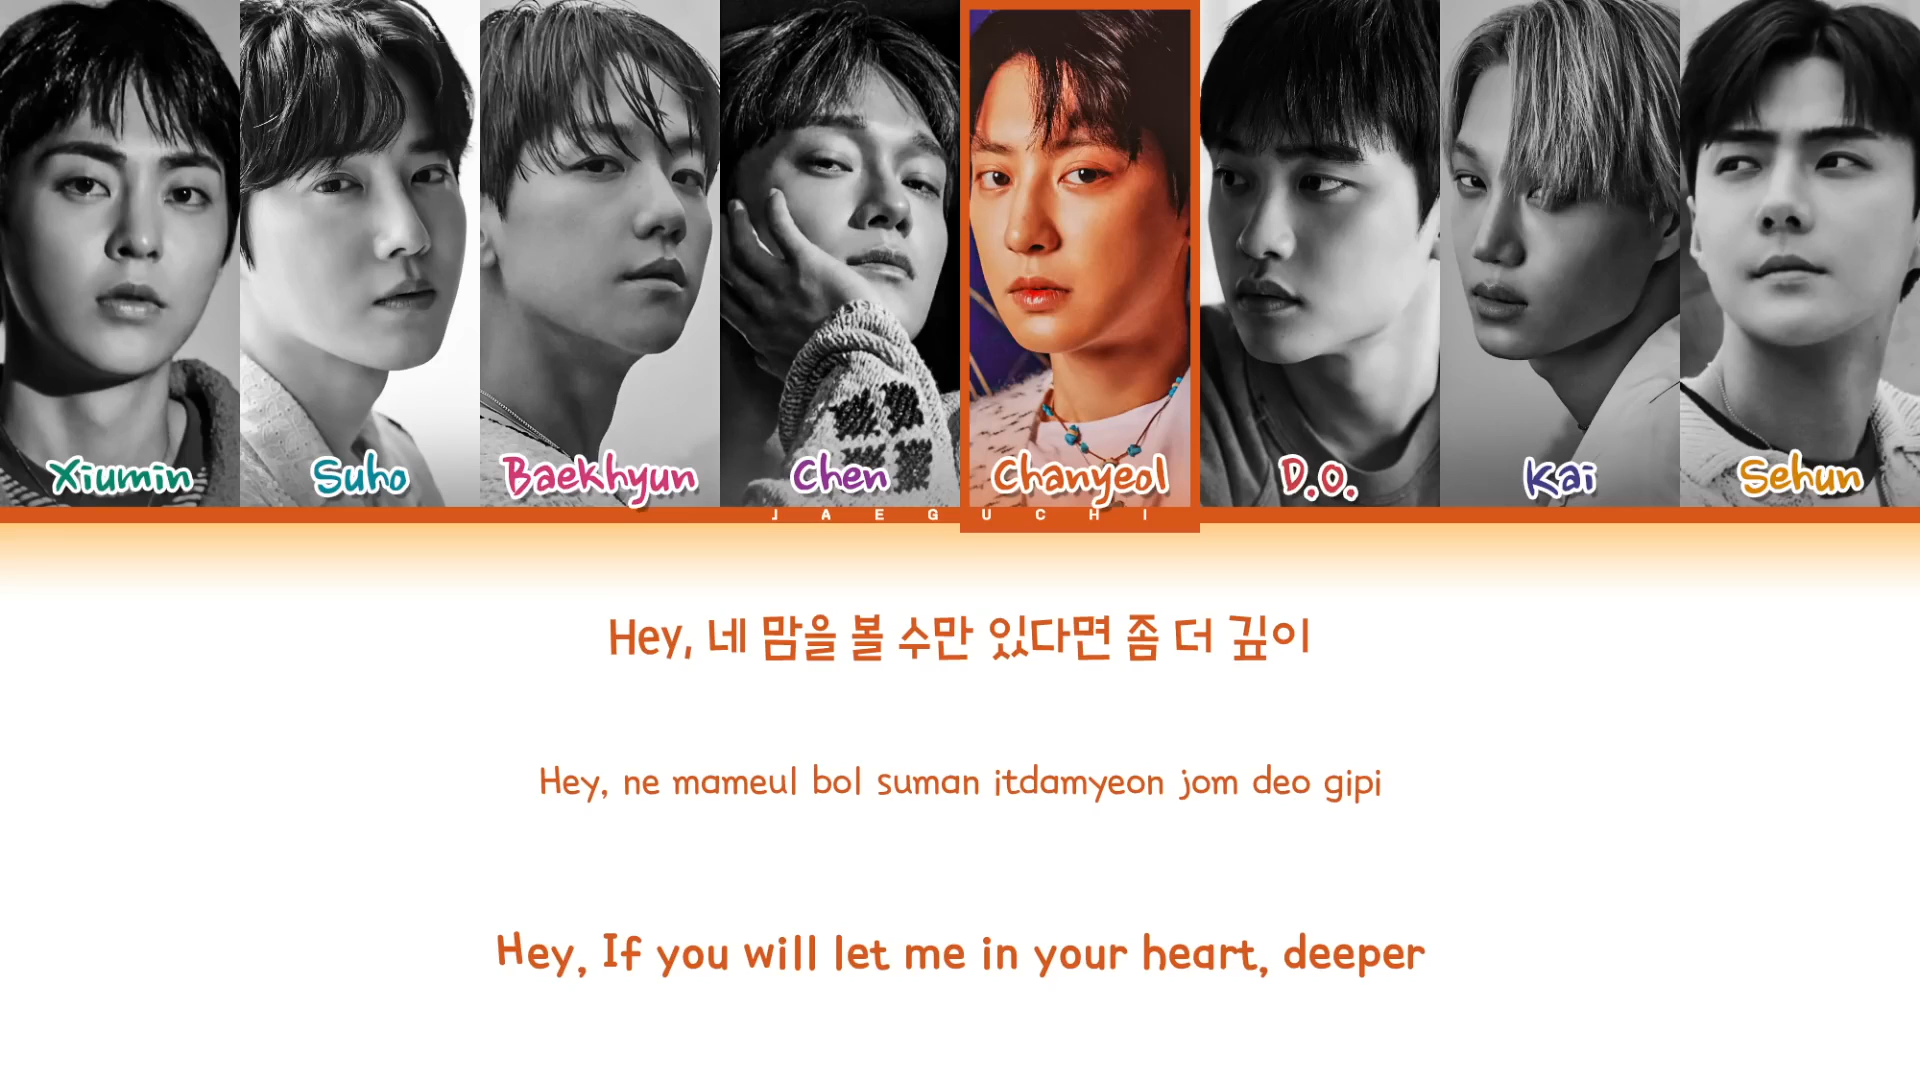 Xiumin Suho Baekhyun Chen Chanyeol D.O. Kai Sehun
JAEGUCHI
Hey, 네 맘을 볼 수만 있다면 좀 더 깊이
Hey, ne mameul bol suman itdamyeon jom deo gipi
Hey, If you will let me in your heart, deeper